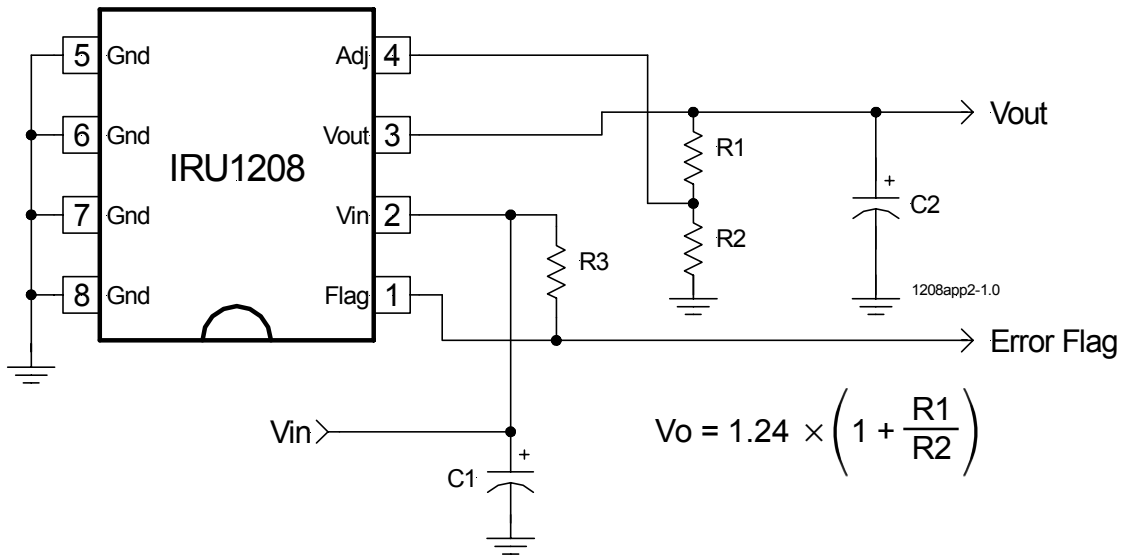 5 Gnd Adj 4
6 Gnd Vout 3
IRU1208
7 Gnd Vin 2
8 Gnd Flag 1
Vout
R1
+
C2
R2
R3
1208app2-1.0
Error Flag
Vin
Vo = 1.24 × (1 + R1/R2)
+
C1